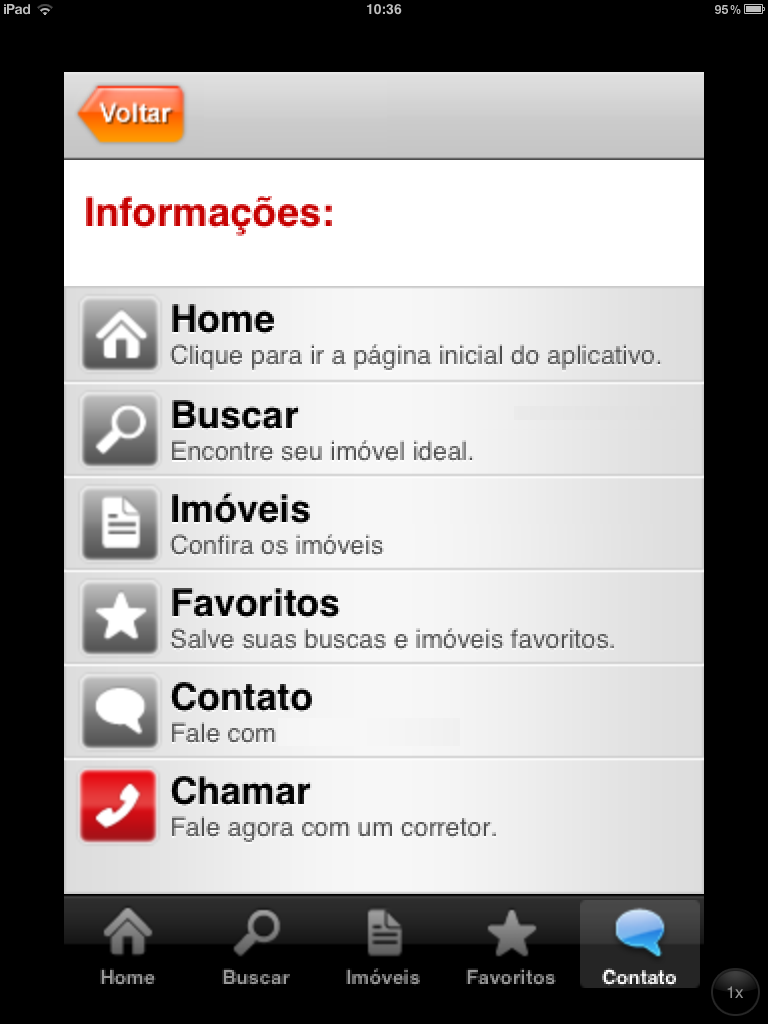 iPad 10:36 95%
Voltar
Informações:
Home
Clique para ir a página inicial do aplicativo.
Buscar
Encontre seu imóvel ideal.
Imóveis
Confira os imóveis
Favoritos
Salve suas buscas e imóveis favoritos.
Contato
Fale com
Chamar
Fale agora com um corretor.
Home Buscar Imóveis Favoritos Contato
1x